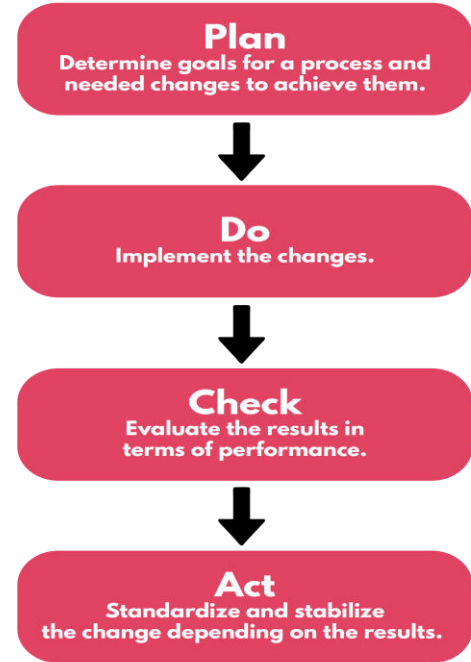 Plan
Determine goals for a process and
needed changes to achieve them.
Do
Implement the changes.
Check
Evaluate the results in
terms of performance.
Act
Standardize and stabilize
the change depending on the results.